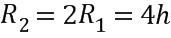 R₂ = 2R₁ = 4h